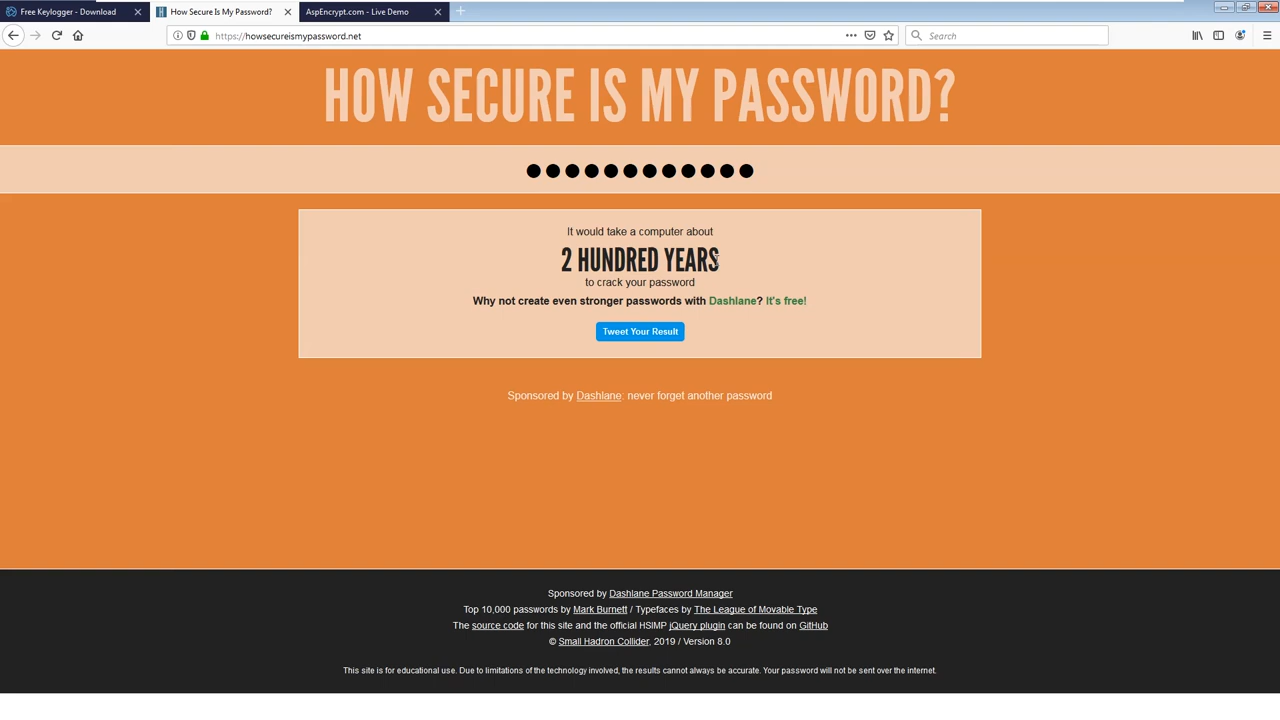 Free Keylogger - Download
How Secure Is My Password?
AspEncrypt.com - Live Demo
https://howsecureismypassword.net
Search
HOW SECURE IS MY PASSWORD?
It would take a computer about
2 HUNDRED YEARS
to crack your password
Why not create even stronger passwords with Dashlane? It's free!
Tweet Your Result
Sponsored by Dashlane: never forget another password
Sponsored by Dashlane Password Manager
Top 10,000 passwords by Mark Burnett / Typefaces by The League of Movable Type
The source code for this site and the official HSIMP jQuery plugin can be found on GitHub
© Small Hadron Collider, 2019 / Version 8.0
This site is for educational use. Due to limitations of the technology involved, the results cannot always be accurate. Your password will not be sent over the internet.